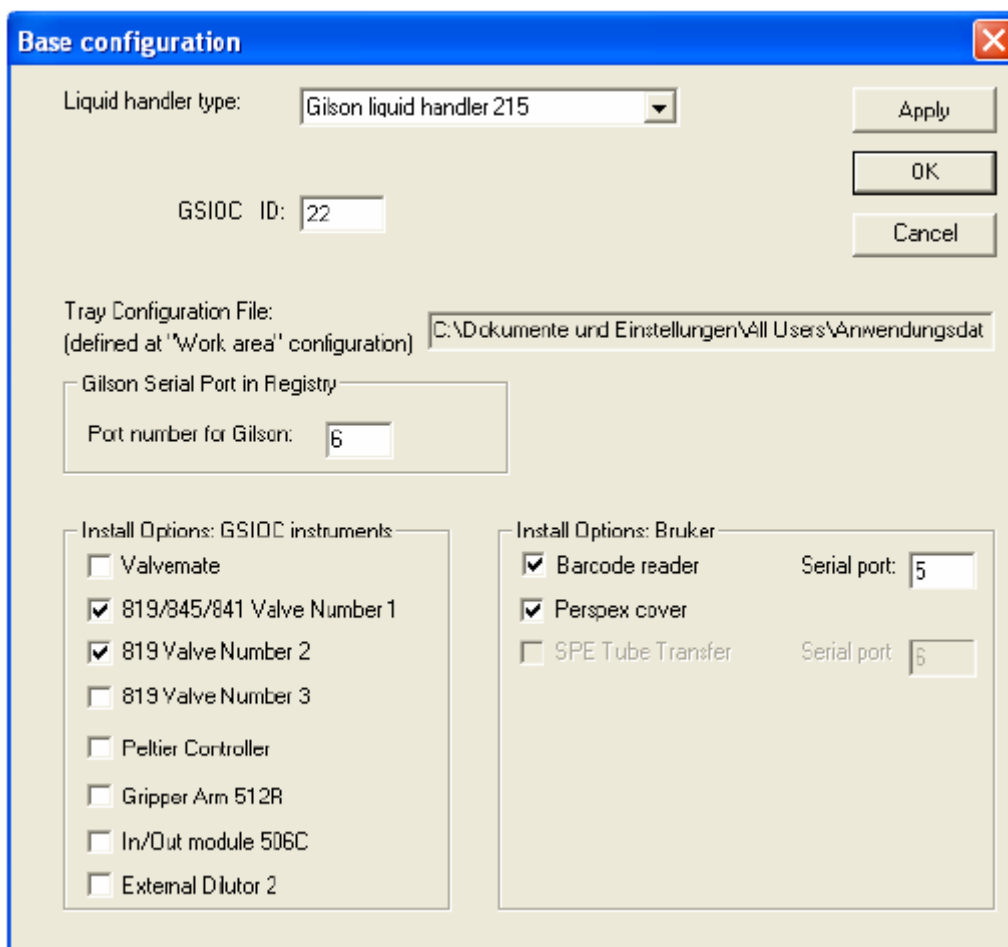 Base configuration
Liquid handler type: Gilson liquid handler 215
Apply
OK
GSIOC ID: 22
Cancel
Tray Configuration File:
(defined at "Work area" configuration) C:\Dokumente und Einstellungen\All Users\Anwendungsdat
Gilson Serial Port in Registry
Port number for Gilson: 6
Install Options: GSIOC instruments
Valvemate
819/845/841 Valve Number 1
819 Valve Number 2
819 Valve Number 3
Peltier Controller
Gripper Arm 512R
In/Out module 506C
External Dilutor 2
Install Options: Bruker
Barcode reader Serial port: 5
Perspex cover
SPE Tube Transfer Serial port 6